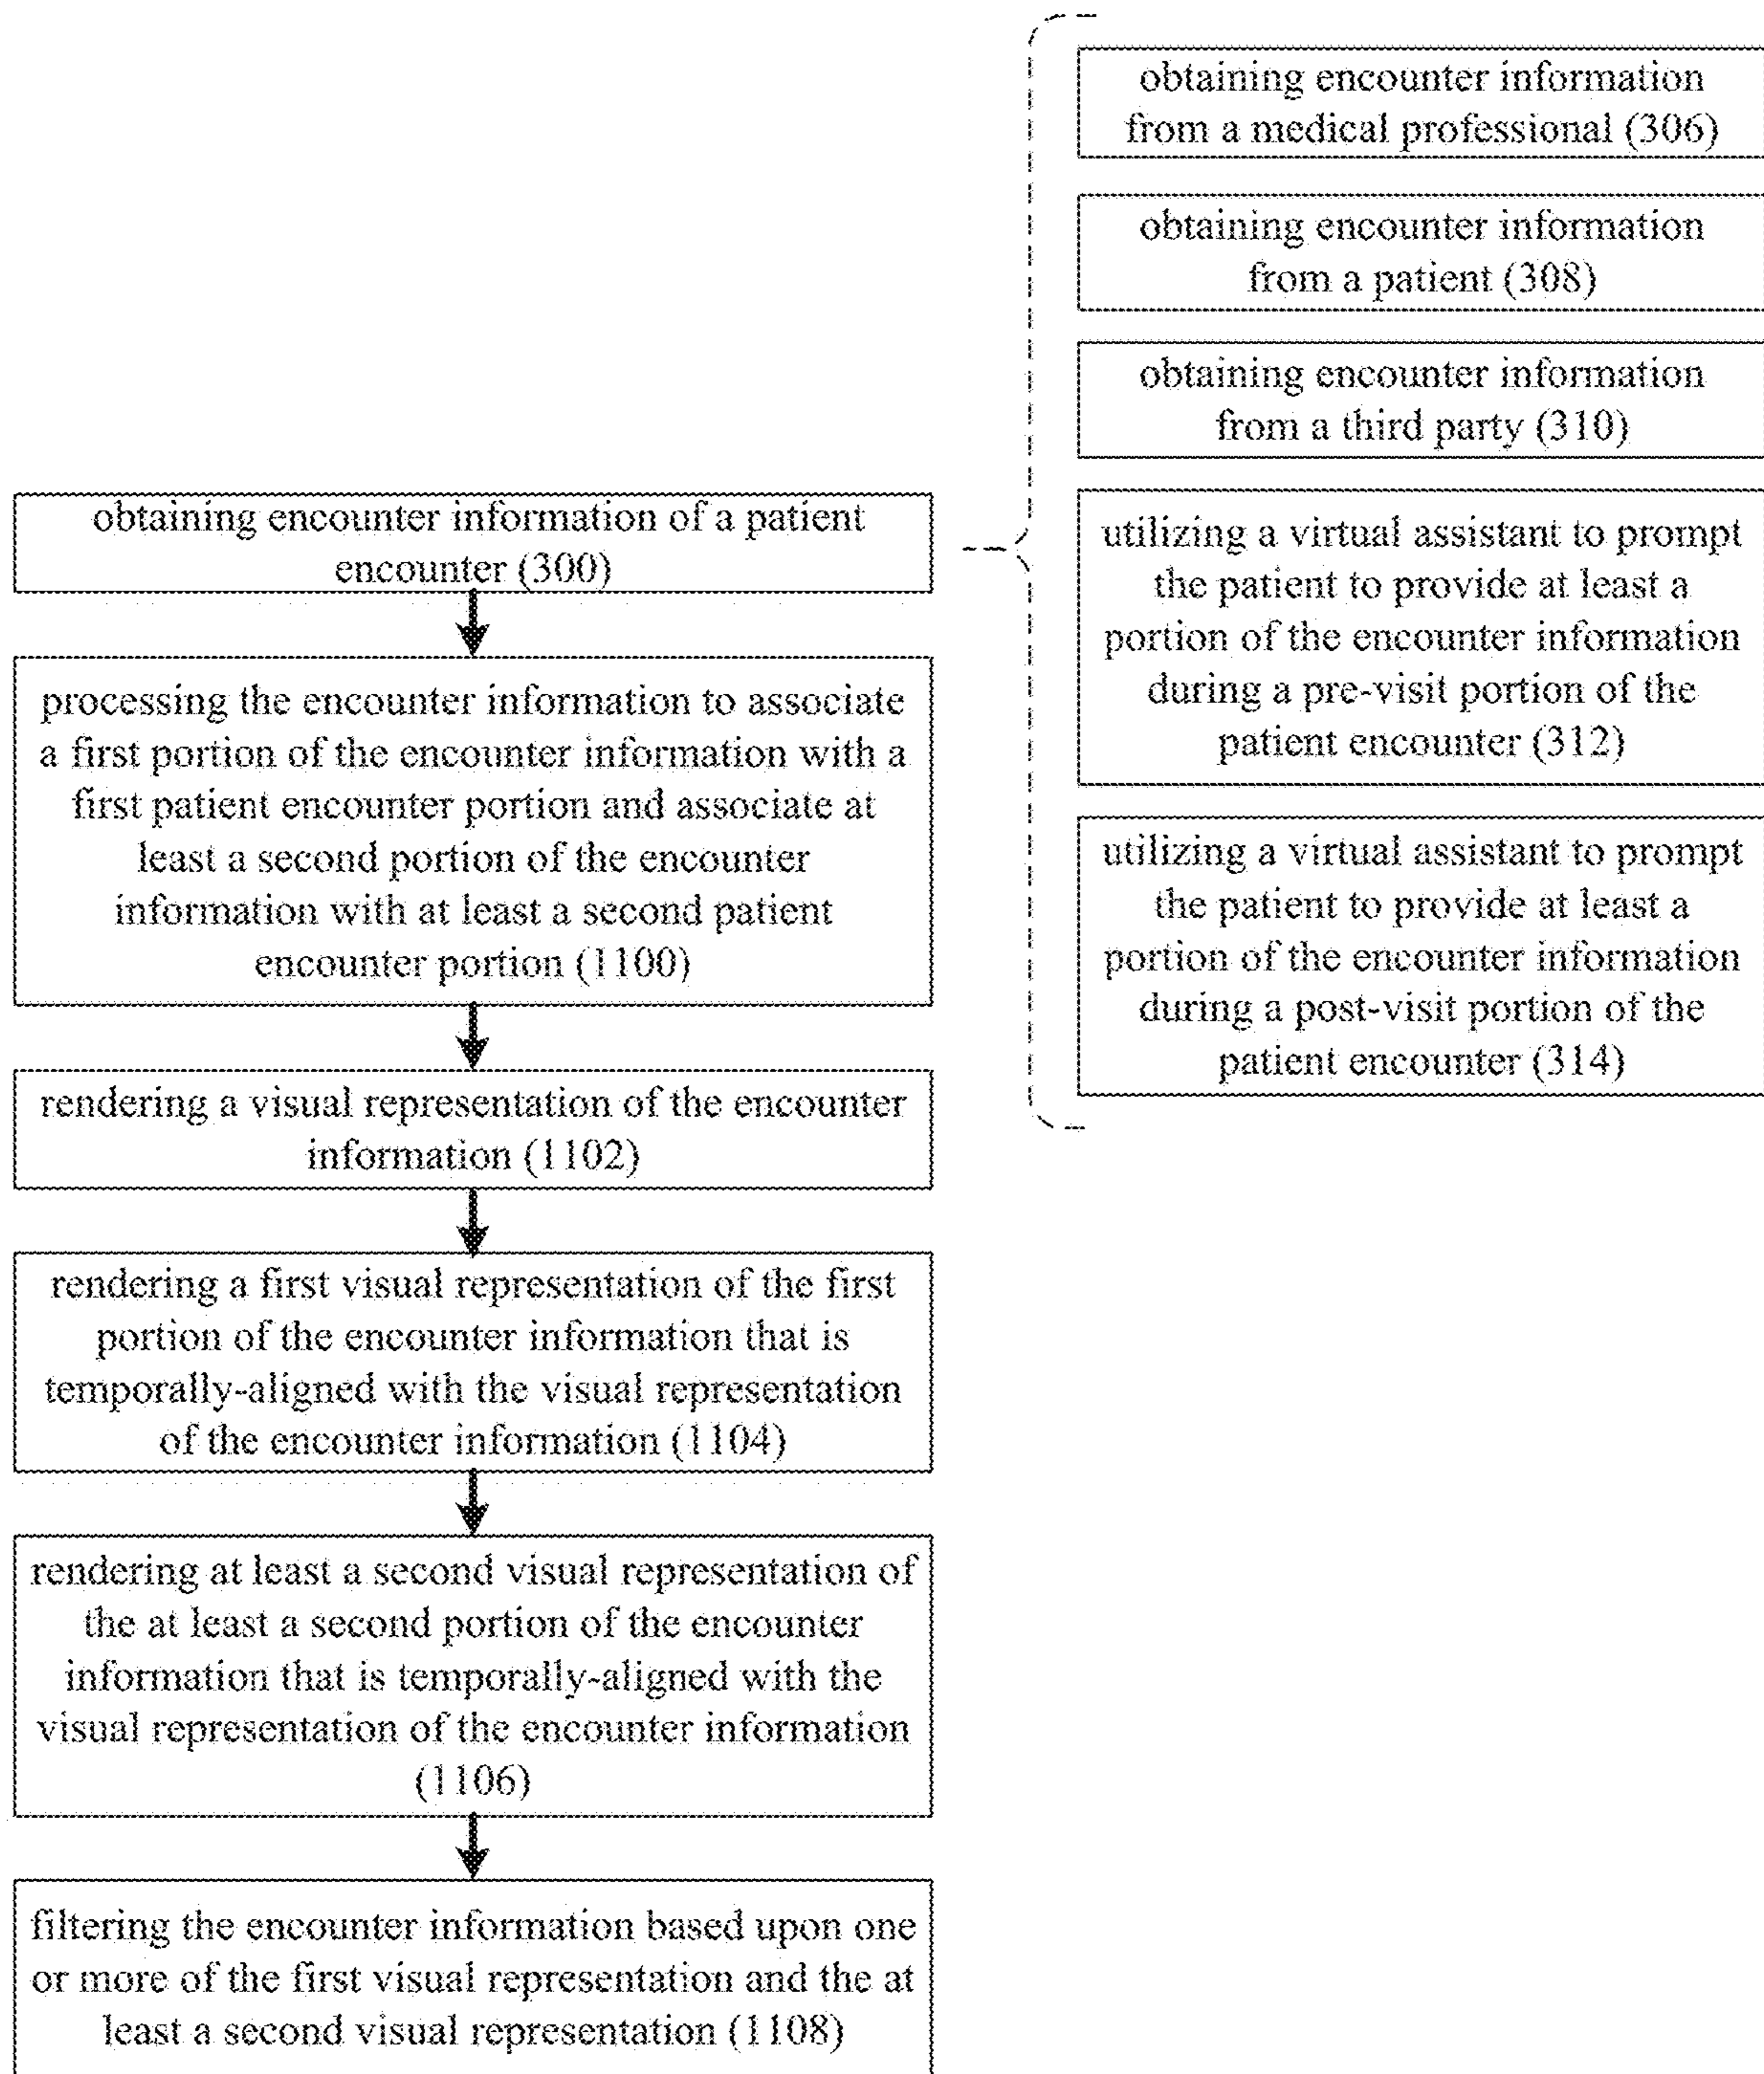 obtaining encounter information of a patient
encounter (300)
processing the encounter information to associate
a first portion of the encounter information with a
first patient encounter portion and associate at
least a second portion of the encounter
information with at least a second patient
encounter portion (1100)
rendering a visual representation of the encounter
information (1102)
rendering a first visual representation of the first
portion of the encounter information that is
temporally-aligned with the visual representation
of the encounter information (1104)
rendering at least a second visual representation of
the at least a second portion of the encounter
information that is temporally-aligned with the
visual representation of the encounter information
(1106)
filtering the encounter information based upon one
or more of the first visual representation and the at
least a second visual representation (1108)
obtaining encounter information
from a medical professional (306)
obtaining encounter information
from a patient (308)
obtaining encounter information
from a third party (310)
utilizing a virtual assistant to prompt
the patient to provide at least a
portion of the encounter information
during a pre-visit portion of the
patient encounter (312)
utilizing a virtual assistant to prompt
the patient to provide at least a
portion of the encounter information
during a post-visit portion of the
patient encounter (314)